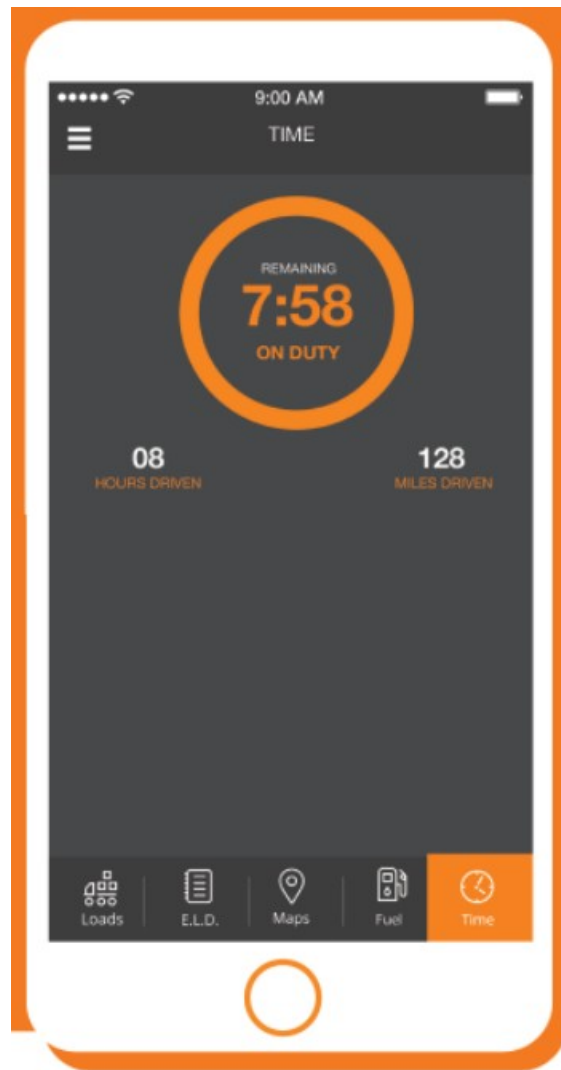 9:00 AM
TIME
REMAINING
7:58
ON DUTY
08
HOURS DRIVEN
128
MILES DRIVEN
Loads
E.L.D.
Maps
Fuel
Time